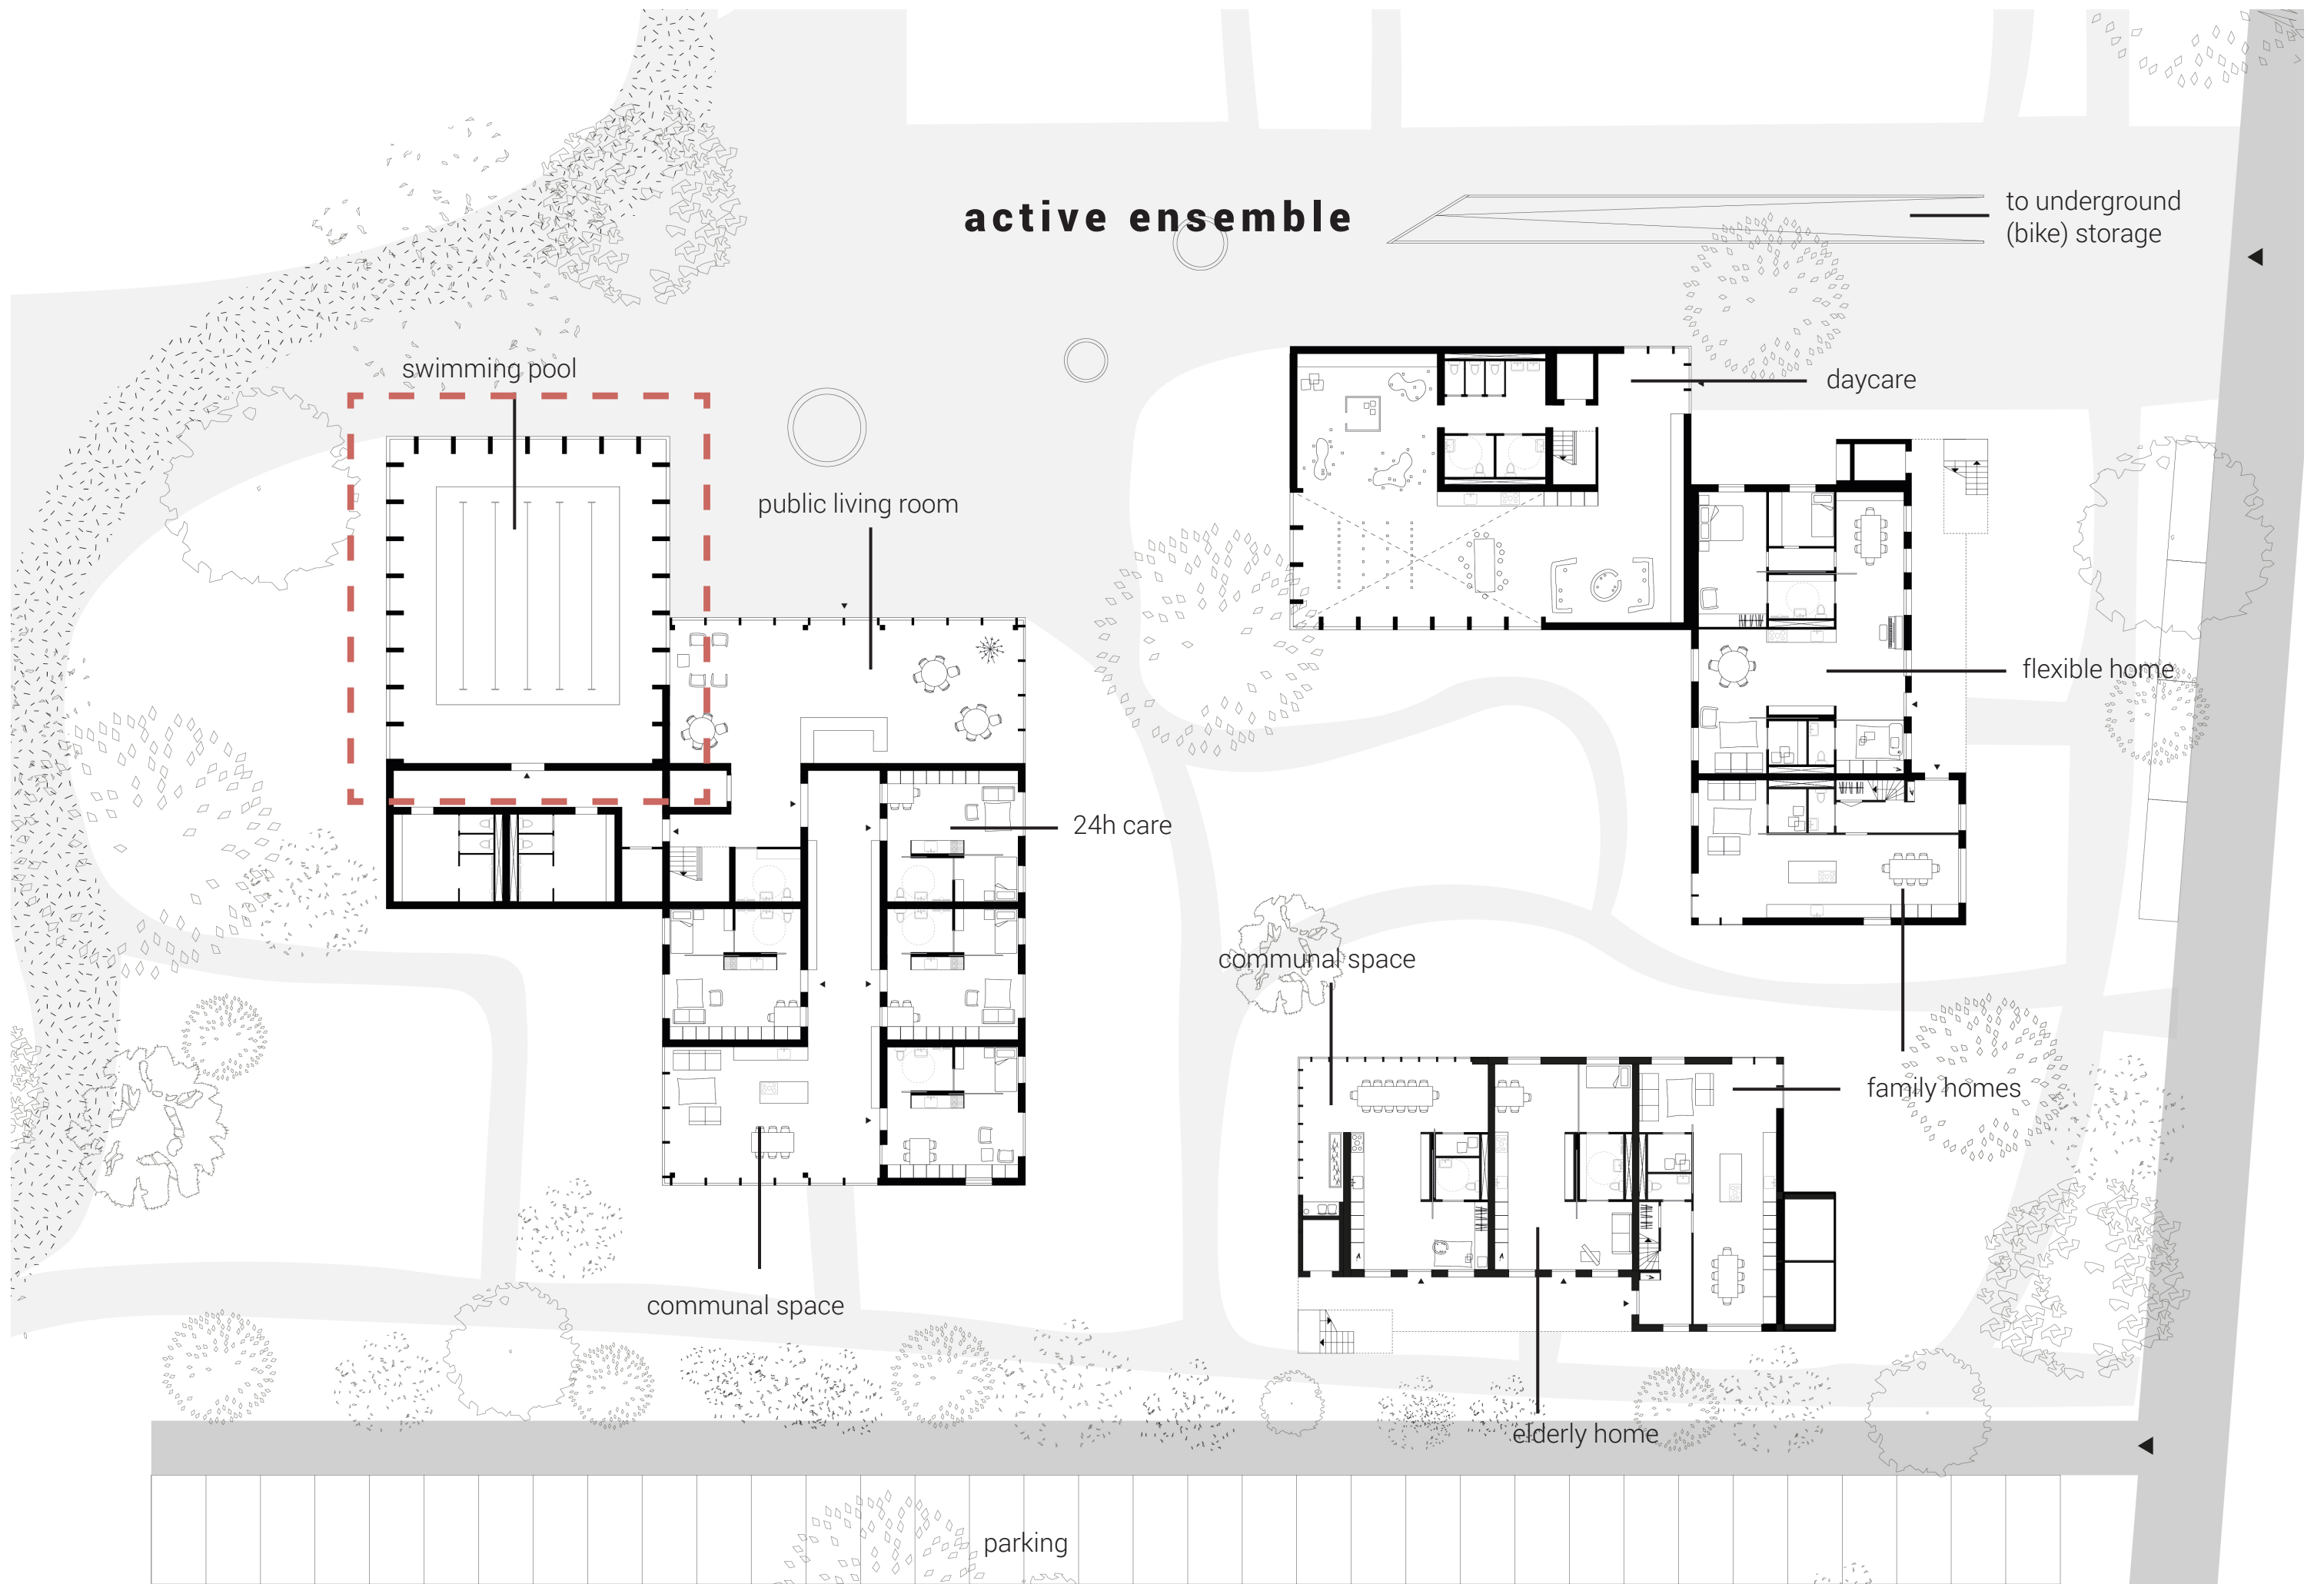 active ensemble
to underground
(bike) storage
swimming pool
daycare
public living room
flexible home
24h care
communal space
family homes
communal space
elderly home
parking